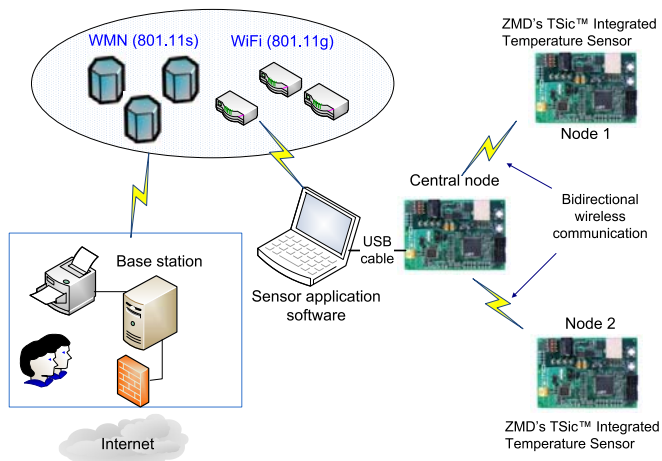 ZMD's TSic™ Integrated
Temperature Sensor
WMN (801.11s)
WiFi (801.11g)
Node 1
Central node
Bidirectional
wireless
communication
USB
cable
Base station
Sensor application
software
Node 2
Internet
ZMD's TSic™ Integrated
Temperature Sensor